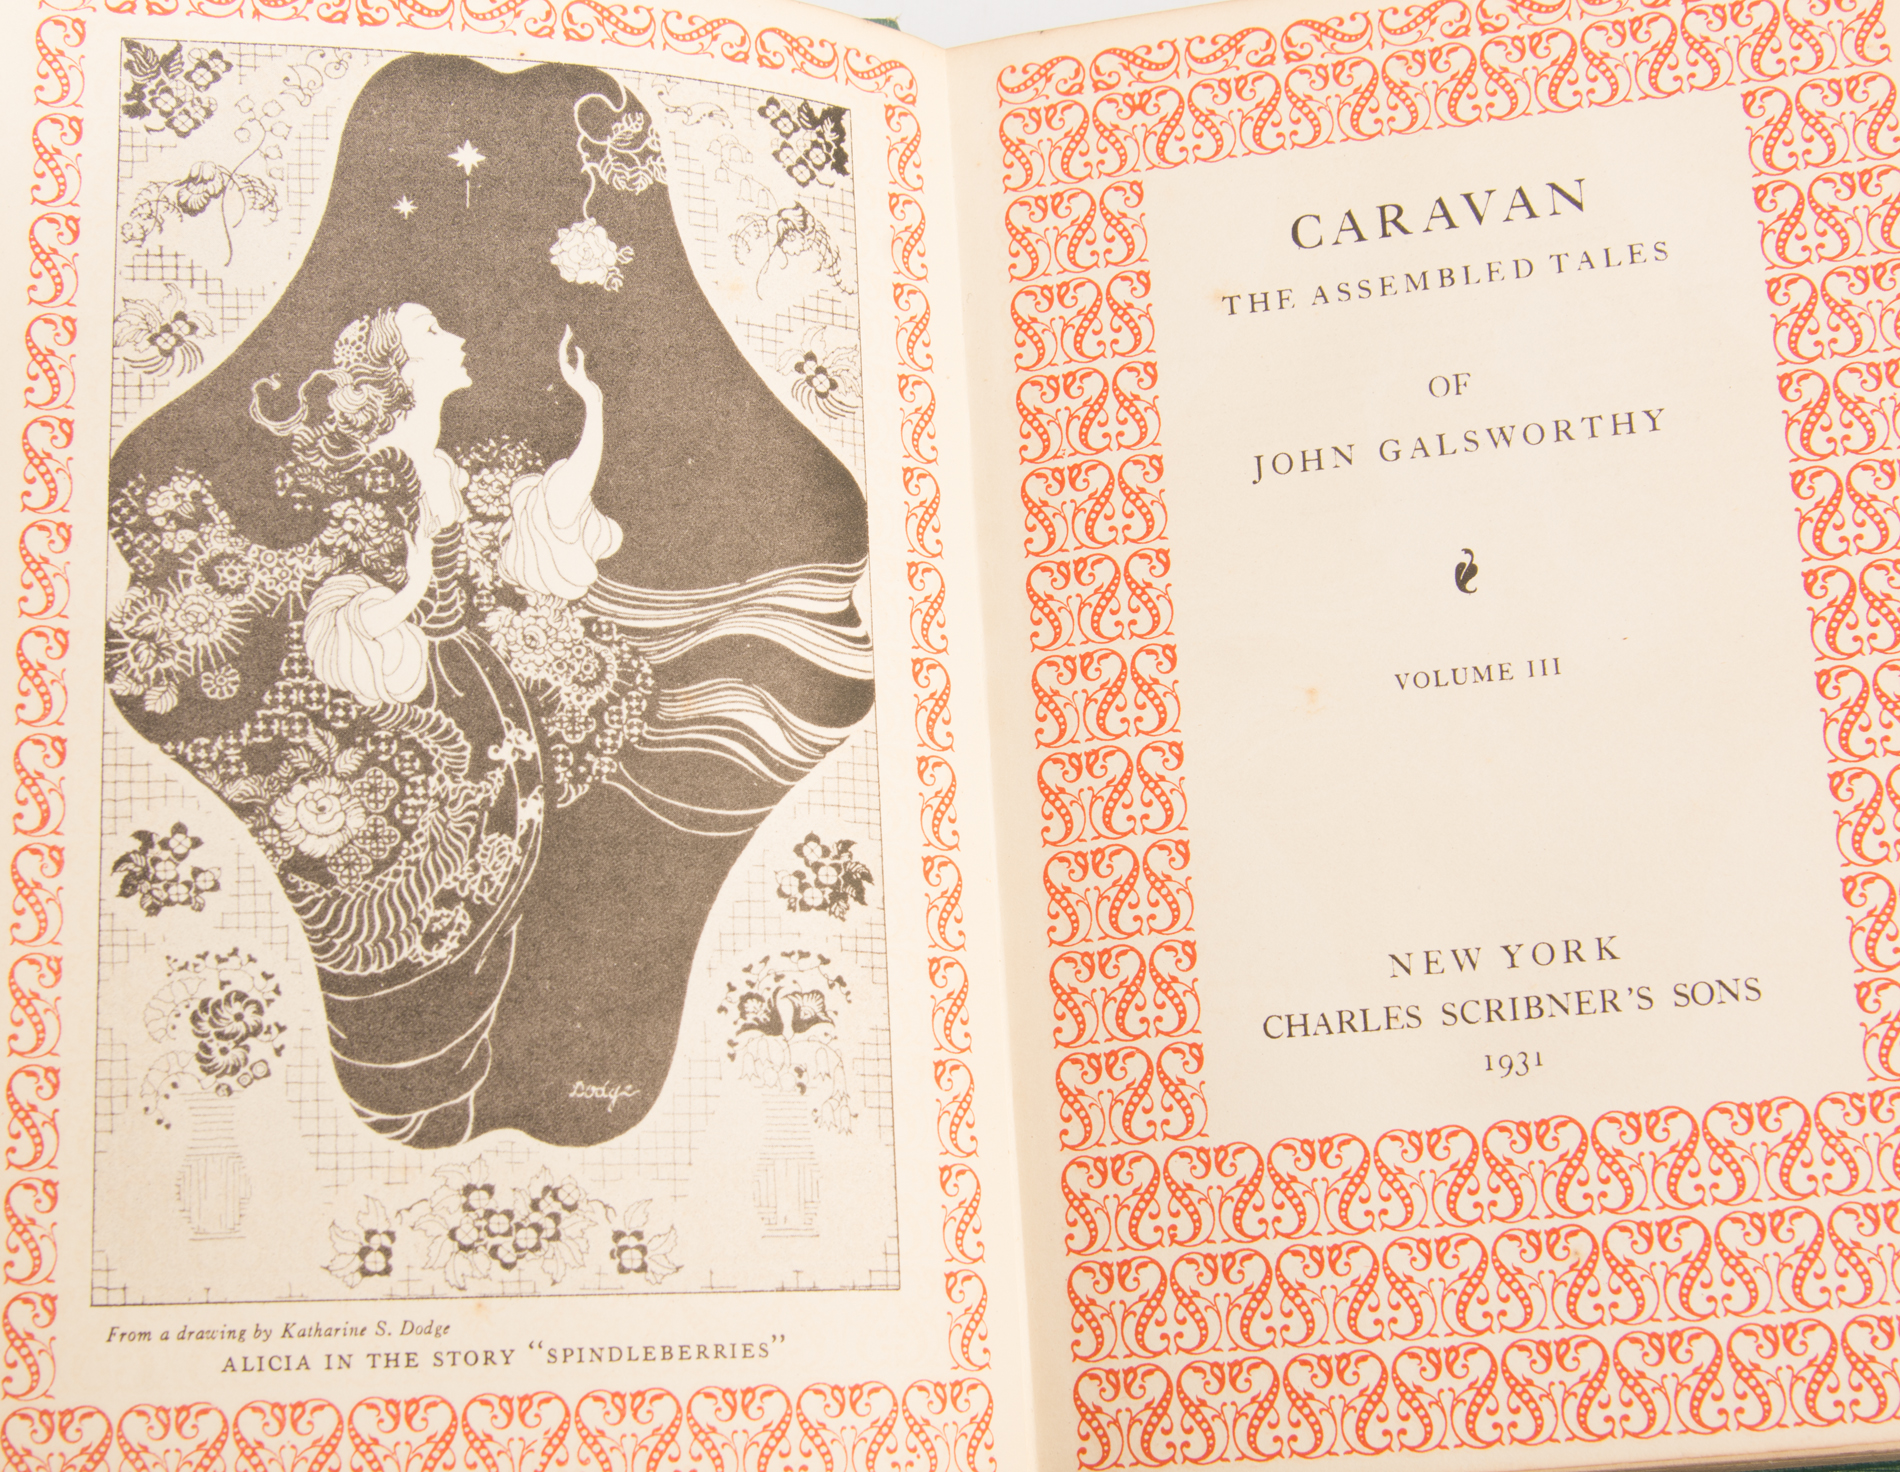 Dodge
From a drawing by Katharine S. Dodge
ALICIA IN THE STORY "SPINDLEBERRIES"
CARAVAN
THE ASSEMBLED TALES
OF
JOHN GALSWORTHY
VOLUME III
NEW YORK
CHARLES SCRIBNER'S SONS
1931